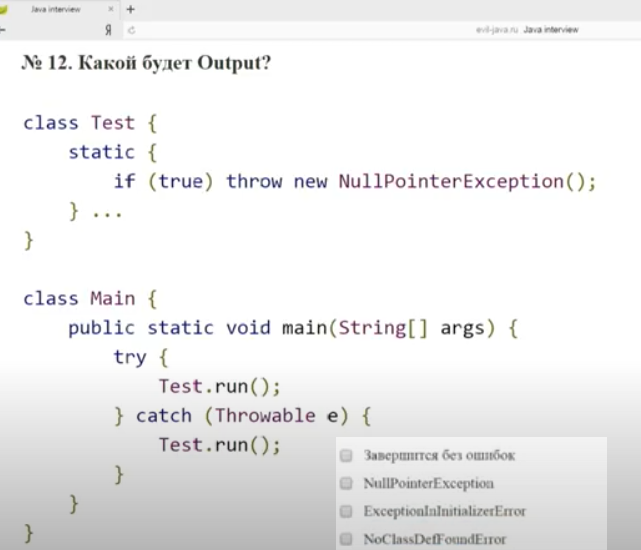 Java interview
Я
evil-java.ru Java interview
№ 12. Какой будет Output?
class Test {
static {
if (true) throw new NullPointerException();
} ...
}
class Main {
public static void main(String[] args) {
try {
Test.run();
} catch (Throwable e) {
Test.run();
}
}
}
Завершится без ошибок
NullPointerException
ExceptionInInitializerError
NoClassDefFoundError